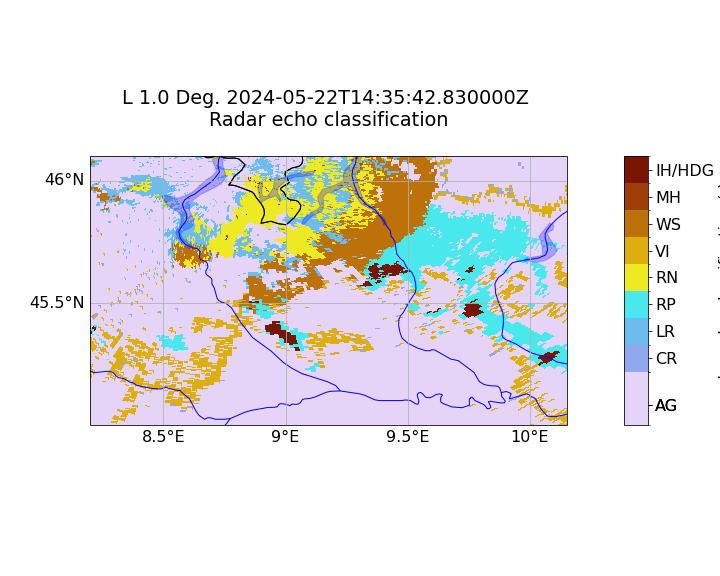 L 1.0 Deg. 2024-05-22T14:35:42.830000Z
Radar echo classification
46°N
45.5°N
8.5°E
9°E
9.5°E
10°E
IH/HDG
MH
WS
VI
RN
RP
LR
CR
AG